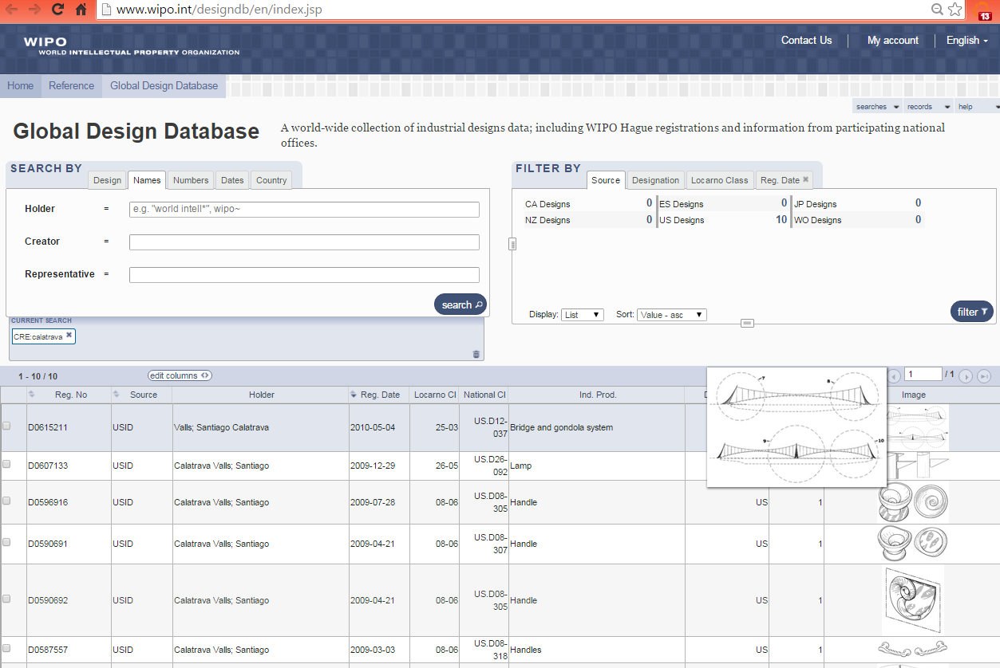 www.wipo.int/designdb/en/index.jsp
13
WIPO
WORLD INTELLECTUAL PROPERTY ORGANIZATION
Contact Us | My account | English
Home Reference Global Design Database
searches records help
Global Design Database
A world-wide collection of industrial designs data; including WIPO Hague registrations and information from participating national
offices.
SEARCH BY Design Names Numbers Dates Country
Holder = e.g. "world intell*", wipo~
Creator =
Representative =
search
CURRENT SEARCH
CRE:calatrava
FILTER BY Source Designation Locarno Class Reg. Date
CA Designs 0 ES Designs 0 JP Designs 0
NZ Designs 0 US Designs 10 WO Designs 0
Display: List Sort: Value - asc filter
1 - 10 / 10 edit columns 1 / 1
Reg. No Source Holder Reg. Date Locarno Cl National Cl Ind. Prod. D Image
7 8
9 10
D0615211 USID Valls; Santiago Calatrava 2010-05-04 25-03 US.D12-037 Bridge and gondola system
D0607133 USID Calatrava Valls; Santiago 2009-12-29 26-05 US.D26-092 Lamp
D0596916 USID Calatrava Valls; Santiago 2009-07-28 08-06 US.D08-305 Handle US 1
D0590691 USID Calatrava Valls; Santiago 2009-04-21 08-06 US.D08-307 Handle US 1
D0590692 USID Calatrava Valls; Santiago 2009-04-21 08-06 US.D08-305 Handle US 1
D0587557 USID Calatrava Valls; Santiago 2009-03-03 08-06 US.D08-318 Handles US 1